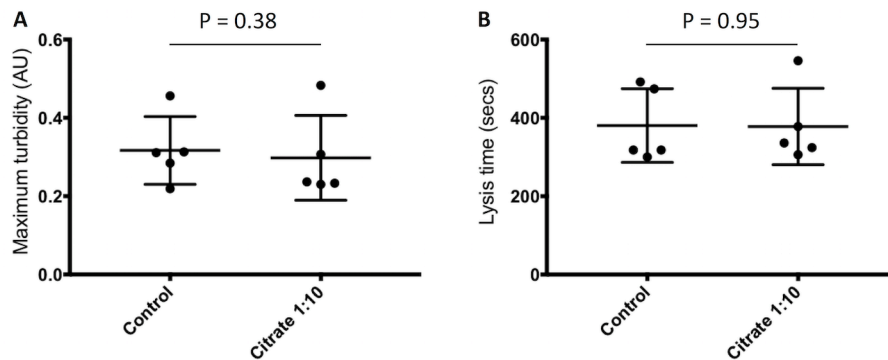 A
P = 0.38
Maximum turbidity (AU)
0.6
0.4
0.2
0.0
Control
Citrate 1:10
B
P = 0.95
Lysis time (secs)
600
400
200
0
Control
Citrate 1:10